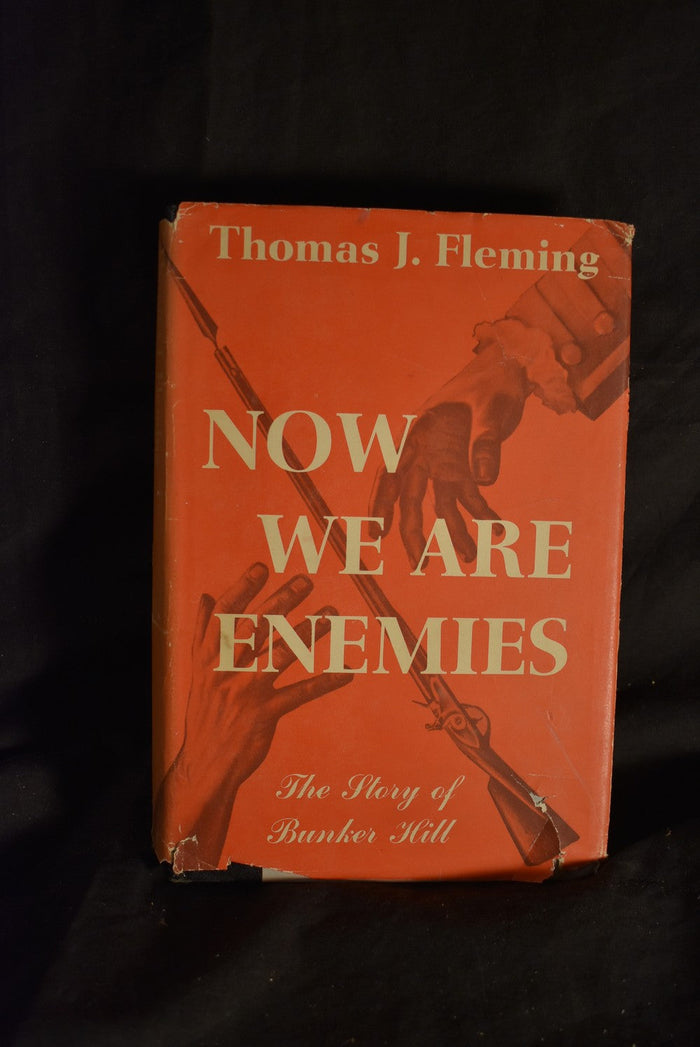 Thomas J. Fleming
NOW
WE ARE
ENEMIES
The Story of
Bunker Hill